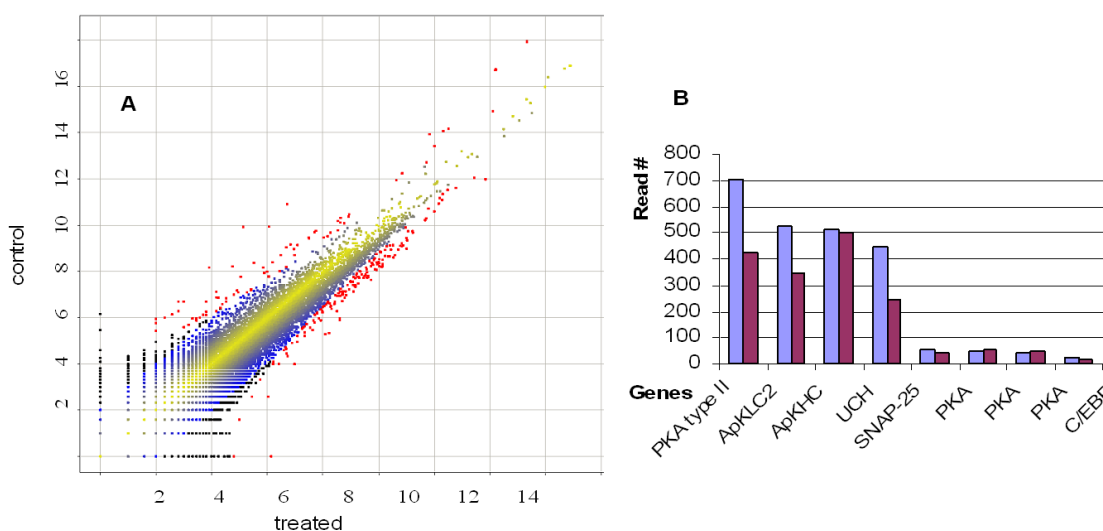 A
control
16
14
12
10
8
6
4
2
2 4 6 8 10 12 14
treated
B
Read #
800
700
600
500
400
300
200
100
0
Genes
PKA type II
ApKLC2
ApKHC
UCH
SNAP-25
PKA
PKA
PKA